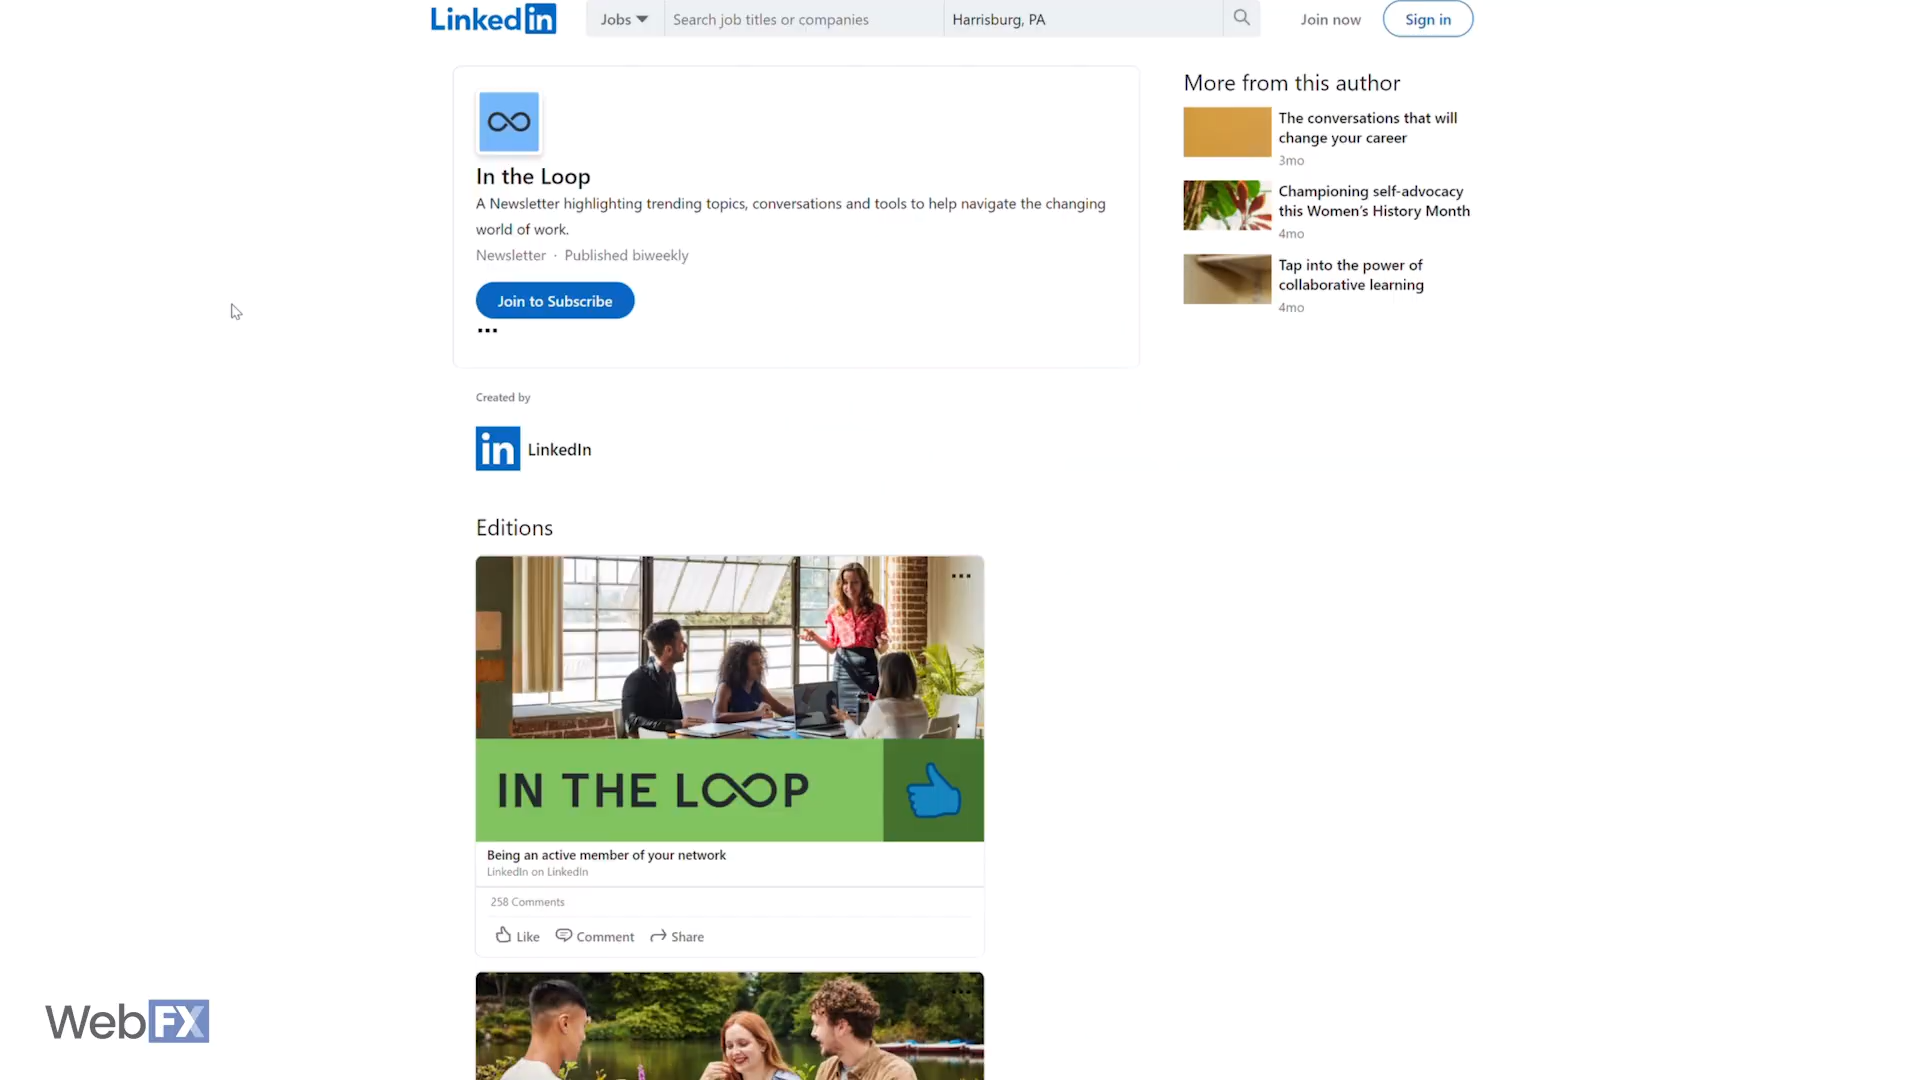 Linked in
Jobs
Search job titles or companies
Harrisburg, PA
Join now
Sign in
In the Loop
A Newsletter highlighting trending topics, conversations and tools to help navigate the changing
world of work.
Newsletter · Published biweekly
Join to Subscribe
Created by
in LinkedIn
Editions
IN THE LOOP
Being an active member of your network
LinkedIn on LinkedIn
258 Comments
Like
Comment
Share
More from this author
The conversations that will
change your career
3mo
Championing self-advocacy
this Women's History Month
4mo
Tap into the power of
collaborative learning
4mo
WebFX